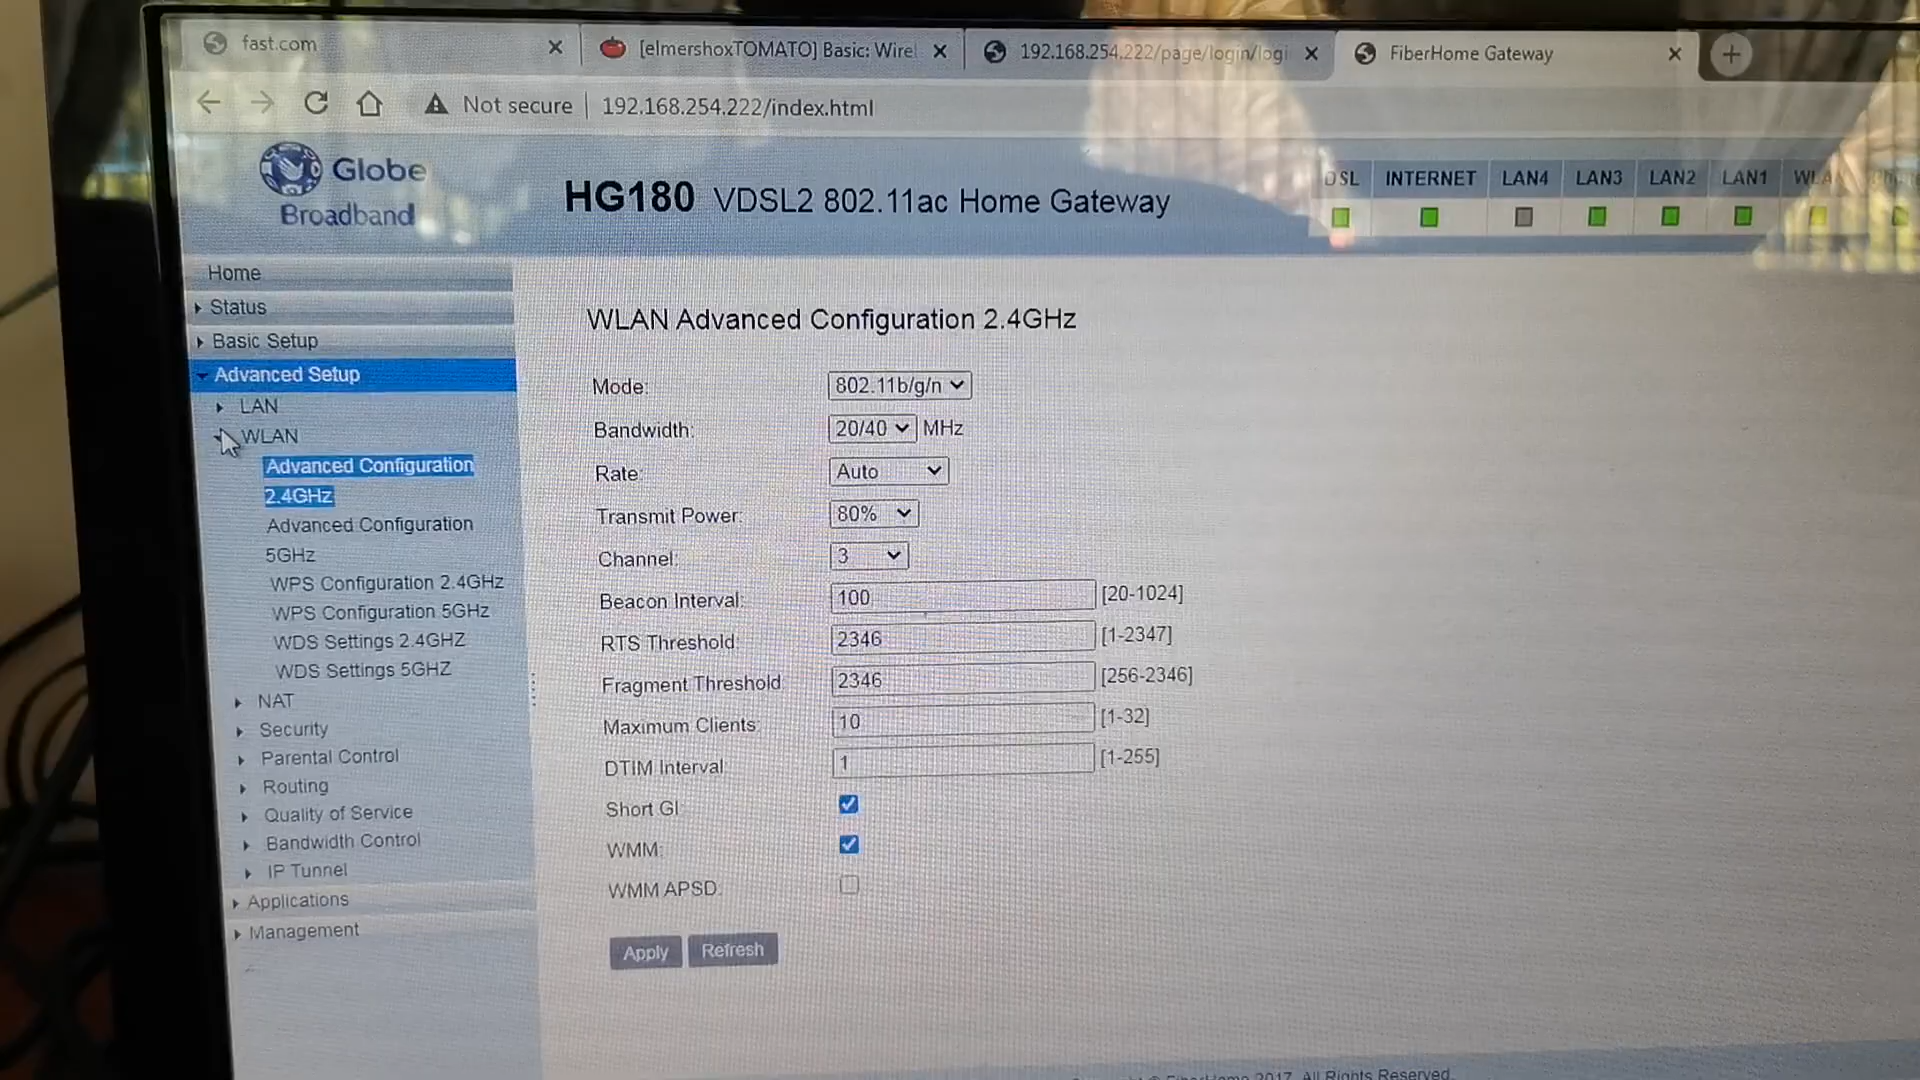 fast.com
[elmershoxTOMATO] Basic: Wirel
192.168.254.222/page/login/logi
FiberHome Gateway
Not secure
192.168.254.222/index.html
Globe
Broadband
HG180 VDSL2 802.11ac Home Gateway
DSL INTERNET LAN4 LAN3 LAN2 LAN1
Home
Status
Basic Setup
Advanced Setup
LAN
WLAN
Advanced Configuration
2.4GHz
Advanced Configuration
5GHz
WPS Configuration 2.4GHz
WPS Configuration 5GHz
WDS Settings 2.4GHZ
WDS Settings 5GHZ
NAT
Security
Parental Control
Routing
Quality of Service
Bandwidth Control
IP Tunnel
Applications
Management
WLAN Advanced Configuration 2.4GHz
Mode: 802.11b/g/n
Bandwidth: 20/40 MHz
Rate: Auto
Transmit Power: 80%
Channel: 3
Beacon Interval: 100 [20-1024]
RTS Threshold: 2346 [1-2347]
Fragment Threshold: 2346 [256-2346]
Maximum Clients: 10 [1-32]
DTIM Interval: 1 [1-255]
Short GI:
WMM:
WMM APSD:
Apply Refresh
FiberHome 2017. All Rights Reserved.